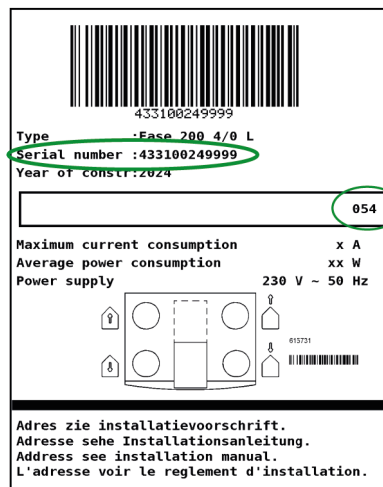 433100249999
Type :Ease 200 4/0 L
Serial number :433100249999
Year of constr:2024
054
Maximum current consumption x A
Average power consumption xx W
Power supply 230 V ~ 50 Hz
615731
Adres zie installatievoorschrift.
Adresse sehe Installationsanleitung.
Address see installation manual.
L'adresse voir le reglement d'installation.